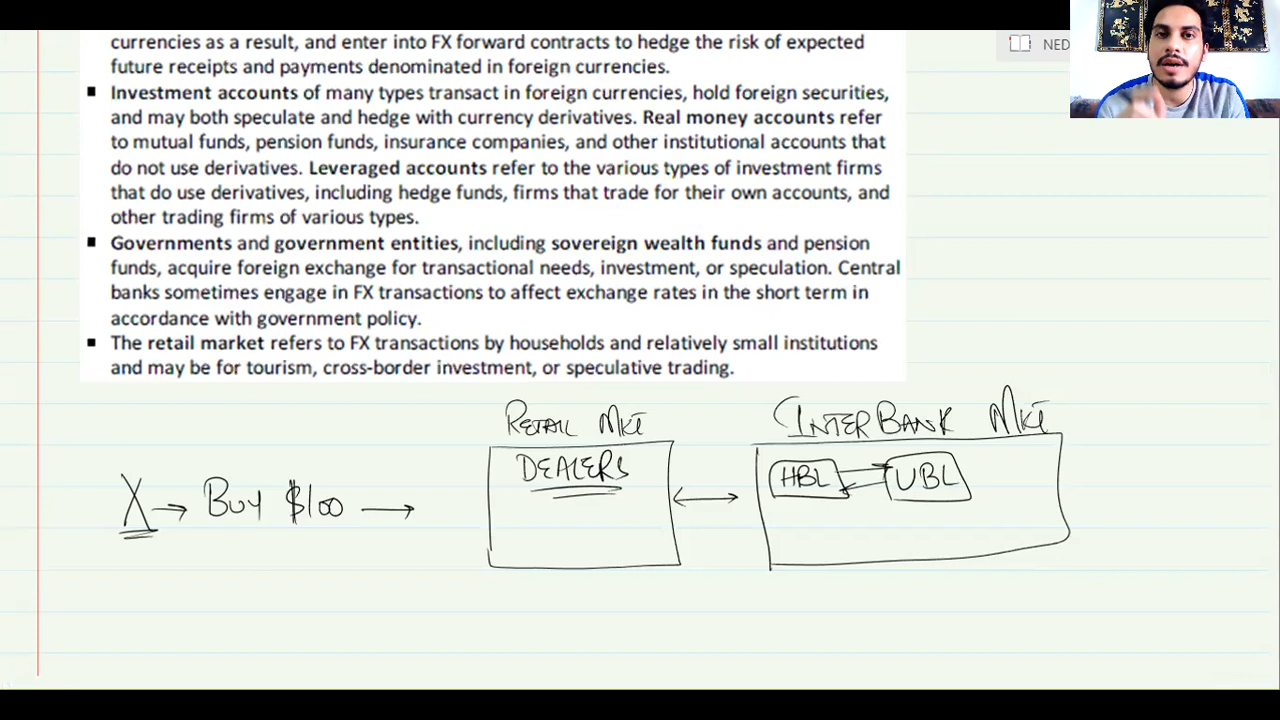 currencies as a result, and enter into FX forward contracts to hedge the risk of expected
future receipts and payments denominated in foreign currencies.
▪ Investment accounts of many types transact in foreign currencies, hold foreign securities,
and may both speculate and hedge with currency derivatives. Real money accounts refer
to mutual funds, pension funds, insurance companies, and other institutional accounts that
do not use derivatives. Leveraged accounts refer to the various types of investment firms
that do use derivatives, including hedge funds, firms that trade for their own accounts, and
other trading firms of various types.
▪ Governments and government entities, including sovereign wealth funds and pension
funds, acquire foreign exchange for transactional needs, investment, or speculation. Central
banks sometimes engage in FX transactions to affect exchange rates in the short term in
accordance with government policy.
▪ The retail market refers to FX transactions by households and relatively small institutions
and may be for tourism, cross-border investment, or speculative trading.
NED
RETAIL MKT
INTERBANK MKT
DEALERS
HBL
UBL
X → BUY $100 →